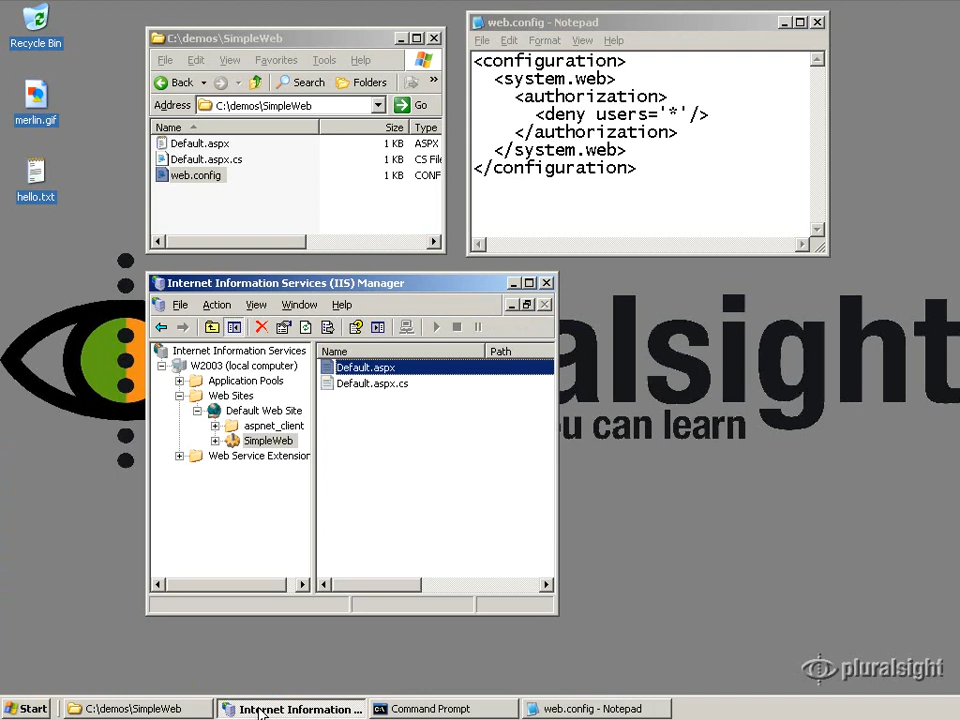 Recycle Bin
merlin.gif
hello.txt
C:\demos\SimpleWeb
File Edit View Favorites Tools Help
Back Search Folders »
Address C:\demos\SimpleWeb Go
Name Size Type
Default.aspx 1 KB ASPX
Default.aspx.cs 1 KB CS File
web.config 1 KB CONF
web.config - Notepad
File Edit Format View Help
<configuration>
<system.web>
<authorization>
<deny users='*'/>
</authorization>
</system.web>
</configuration>
Internet Information Services (IIS) Manager
File Action View Window Help
Internet Information Services
W2003 (local computer)
Application Pools
Web Sites
Default Web Site
aspnet_client
SimpleWeb
Web Service Extension
Name Path
Default.aspx
Default.aspx.cs
alsight
ou can learn
pluralsight
Start C:\demos\SimpleWeb Internet Information ... Command Prompt web.config - Notepad